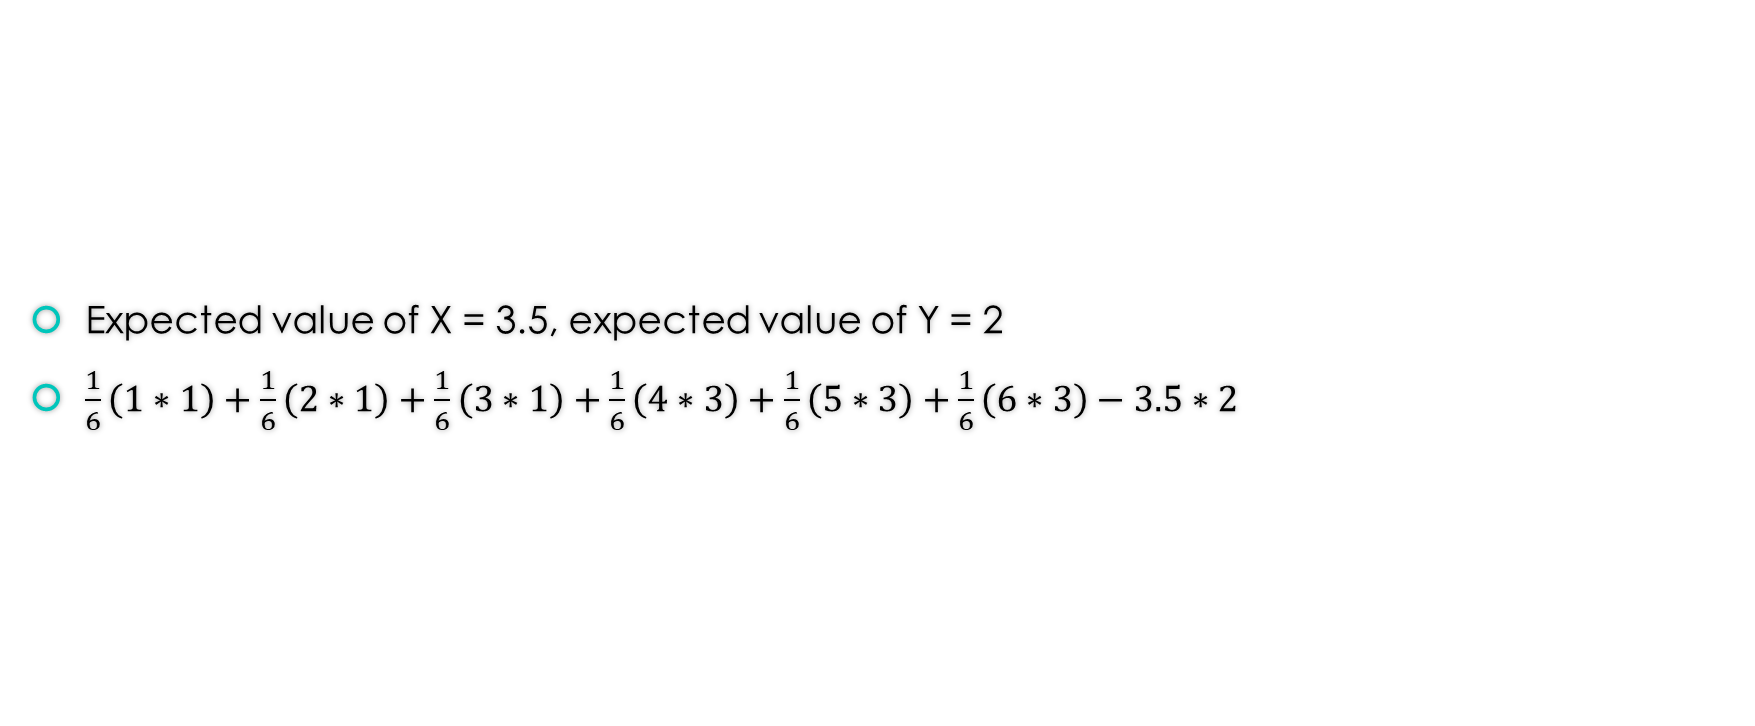 Expected value of X = 3.5, expected value of Y = 2
1/6 (1 ∗ 1) + 1/6 (2 ∗ 1) + 1/6 (3 ∗ 1) + 1/6 (4 ∗ 3) + 1/6 (5 ∗ 3) + 1/6 (6 ∗ 3) − 3.5 ∗ 2